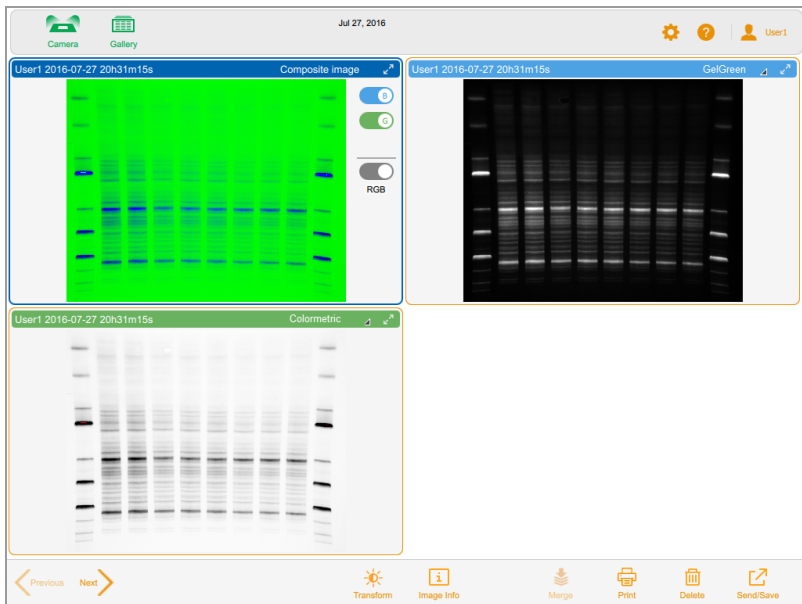 Jul 27, 2016
Camera
Gallery
?
User1
User1 2016-07-27 20h31m15s
Composite image
B
G
RGB
User1 2016-07-27 20h31m15s
GelGreen
User1 2016-07-27 20h31m15s
Colormetric
Previous
Next
Transform
i
Image Info
Merge
Print
Delete
Send/Save